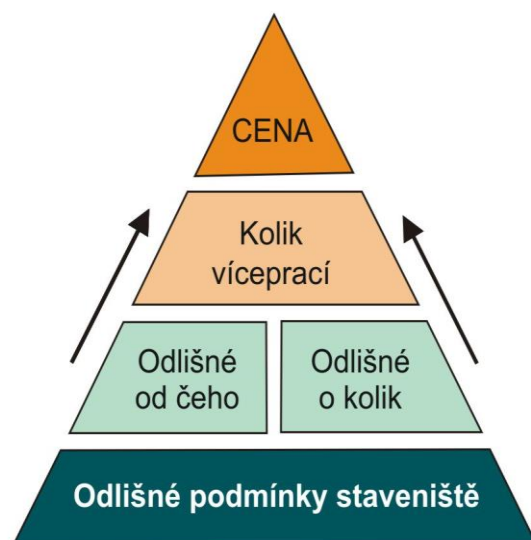 CENA
Kolik
víceprací
Odlišné
od čeho
Odlišné
o kolik
Odlišné podmínky staveniště